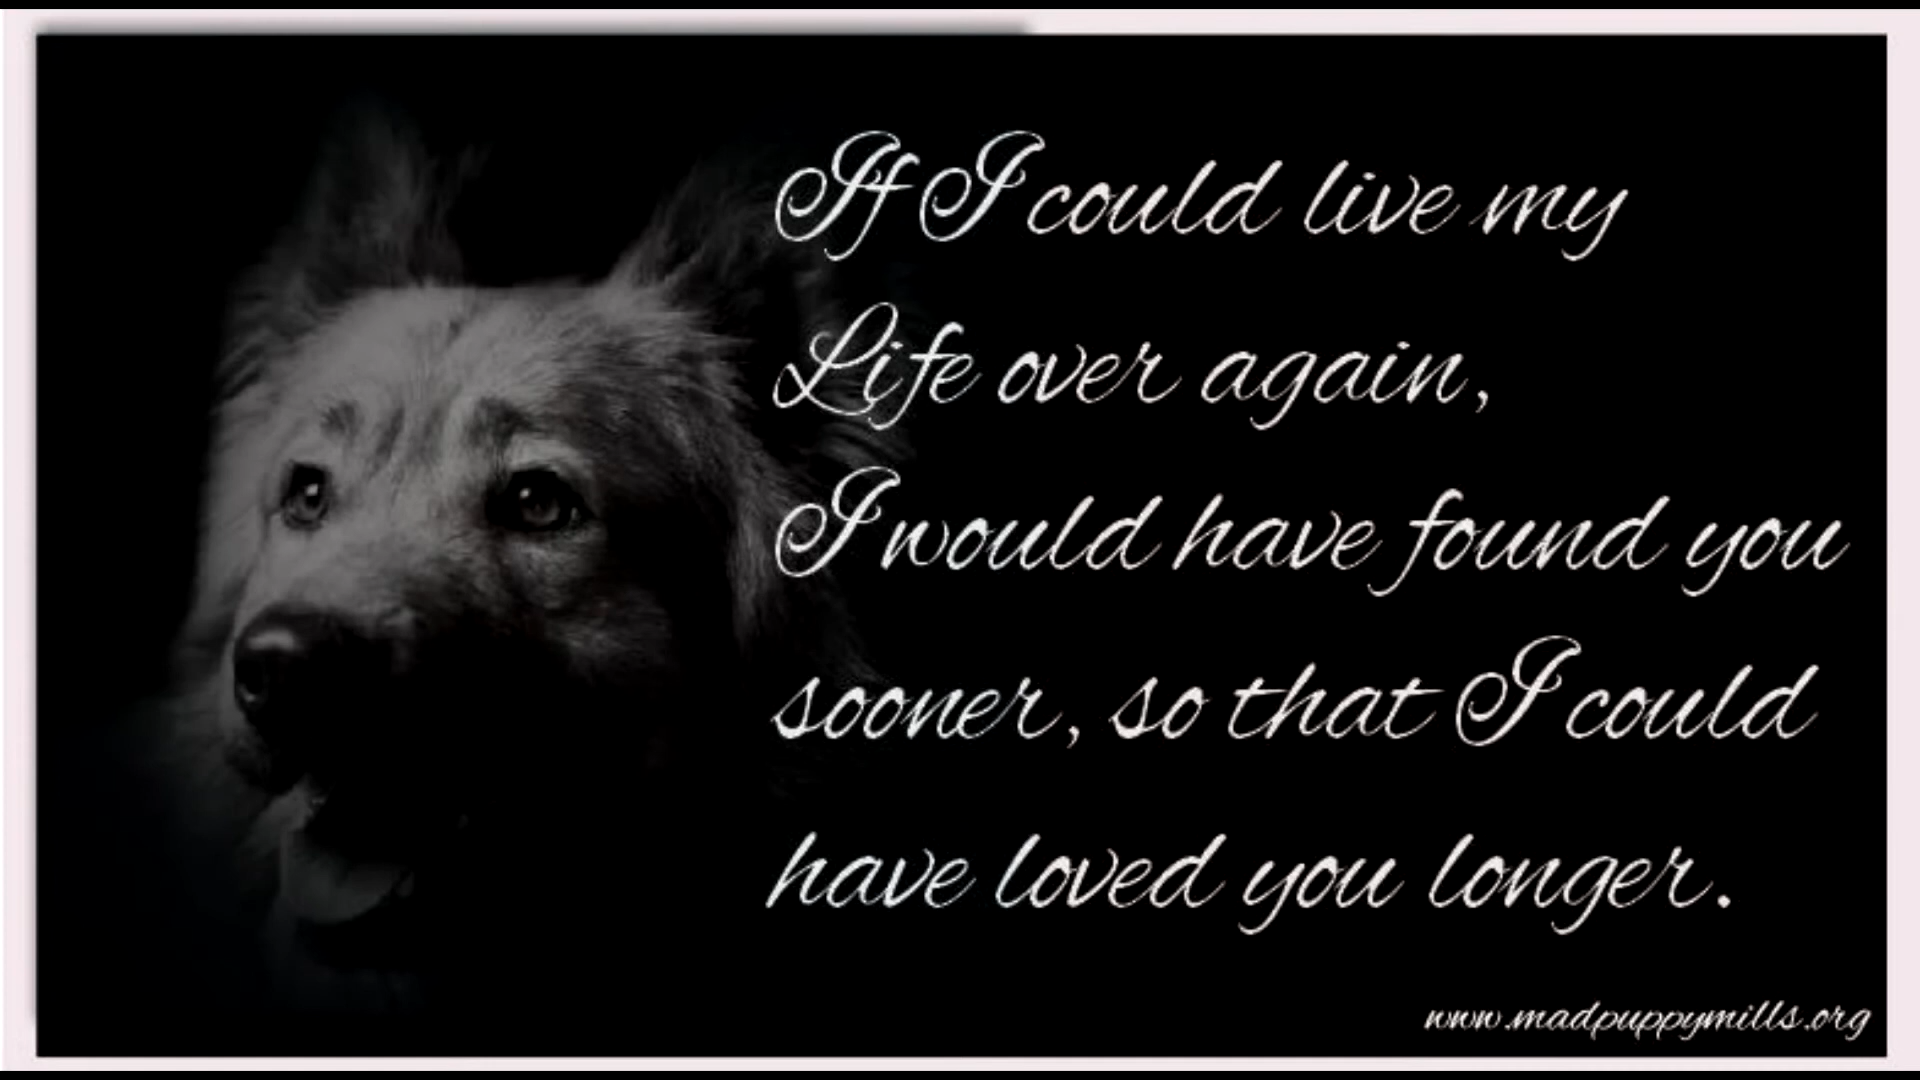 If I could live my
Life over again,
I would have found you
sooner, so that I could
have loved you longer.
www.madpuppymills.org